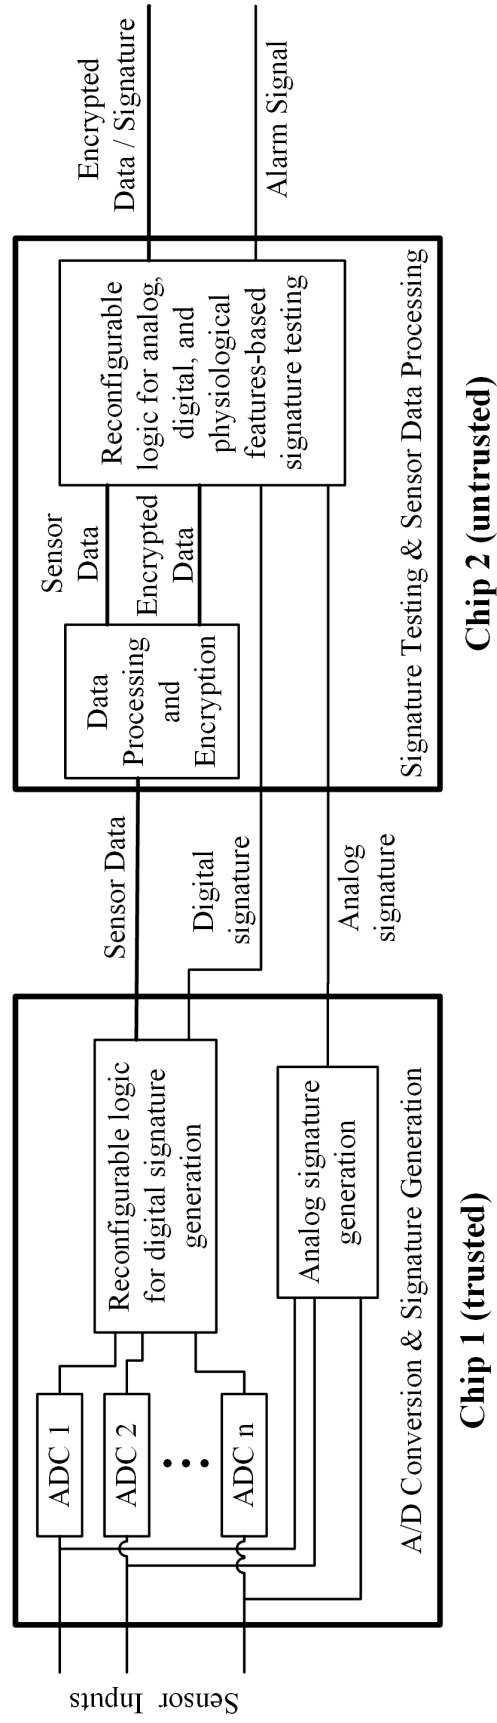 Sensor Inputs
ADC 1
ADC 2
ADC n
Reconfigurable logic
for digital signature
generation
Analog signature
generation
A/D Conversion & Signature Generation
Chip 1 (trusted)
Sensor Data
Digital
signature
Analog
signature
Data
Processing
and
Encryption
Sensor
Data
Encrypted
Data
Reconfigurable
logic for analog,
digital, and
physiological
features-based
signature testing
Signature Testing & Sensor Data Processing
Chip 2 (untrusted)
Encrypted
Data / Signature
Alarm Signal